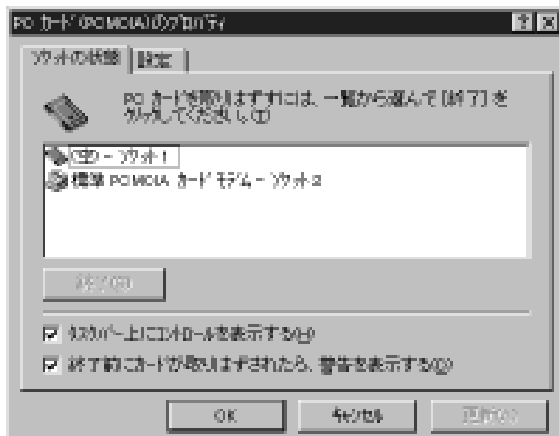 PC カード (PCMCIA)のプロパティ
ソケットの状態 設定
PC カードを取りはずすには、一覧から選んで [終了] を
クリックしてください。(I)
(空) - ソケット 1
標準 PCMCIA カード モデム - ソケット 2
終了(S)
タスクバー上にコントロールを表示する(H)
終了前にカードが取りはずされたら、警告を表示する(D)
OK キャンセル 更新(A)